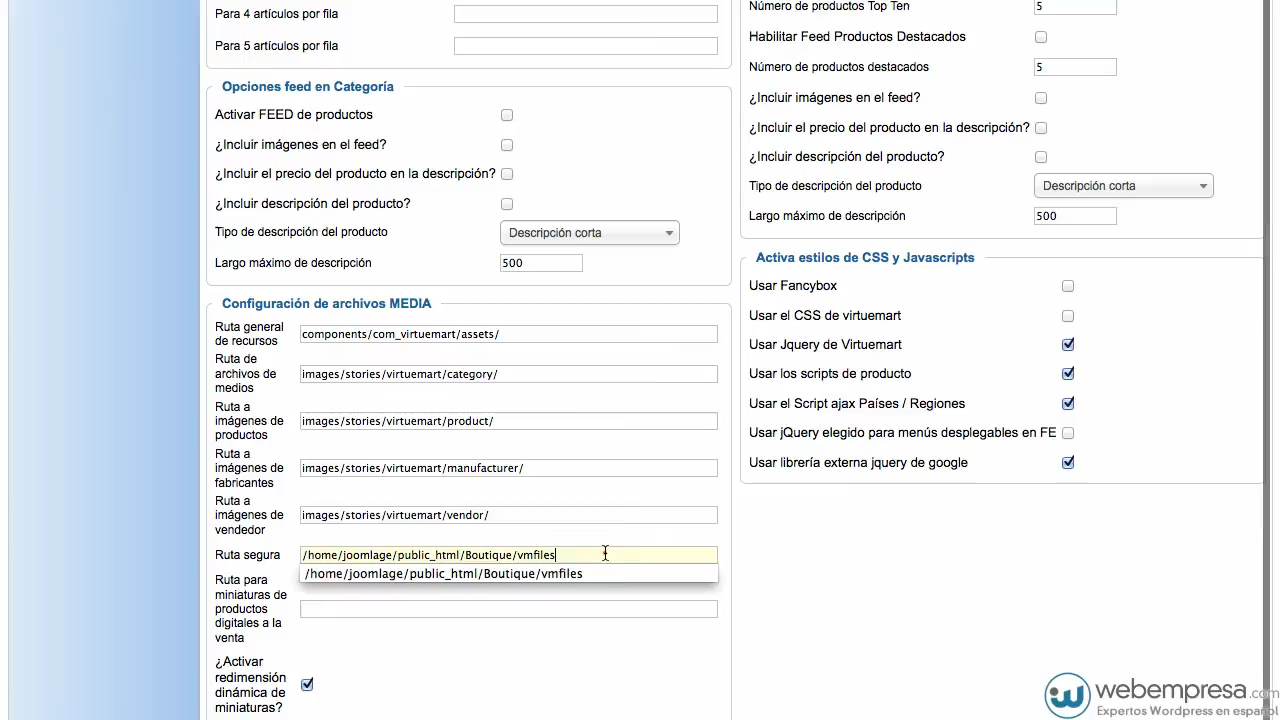 Para 4 artículos por fila
Para 5 artículos por fila
Opciones feed en Categoría
Activar FEED de productos
¿Incluir imágenes en el feed?
¿Incluir el precio del producto en la descripción?
¿Incluir descripción del producto?
Tipo de descripción del producto
Descripción corta
Largo máximo de descripción
500
Configuración de archivos MEDIA
Ruta general
de recursos
components/com_virtuemart/assets/
Ruta de
archivos de
medios
images/stories/virtuemart/category/
Ruta a
imágenes de
productos
images/stories/virtuemart/product/
Ruta a
imágenes de
fabricantes
images/stories/virtuemart/manufacturer/
Ruta a
imágenes de
vendedor
images/stories/virtuemart/vendor/
Ruta segura
/home/joomlage/public_html/Boutique/vmfiles
/home/joomlage/public_html/Boutique/vmfiles
Ruta para
miniaturas de
productos
digitales a la
venta
¿Activar
redimensión
dinámica de
miniaturas?
Número de productos Top Ten
5
Habilitar Feed Productos Destacados
Número de productos destacados
5
¿Incluir imágenes en el feed?
¿Incluir el precio del producto en la descripción?
¿Incluir descripción del producto?
Tipo de descripción del producto
Descripción corta
Largo máximo de descripción
500
Activa estilos de CSS y Javascripts
Usar Fancybox
Usar el CSS de virtuemart
Usar Jquery de Virtuemart
Usar los scripts de producto
Usar el Script ajax Países / Regiones
Usar jQuery elegido para menús desplegables en FE
Usar librería externa jquery de google
webempresa.com
Expertos Wordpress en español